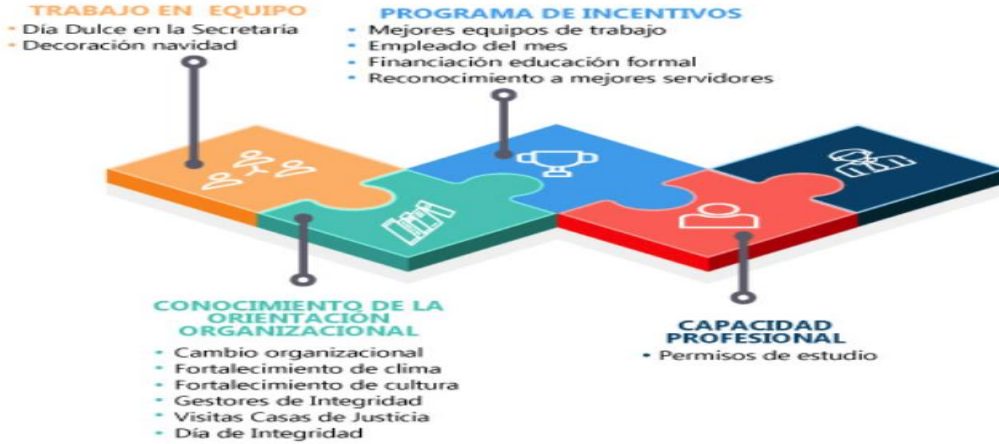 TRABAJO EN EQUIPO
• Día Dulce en la Secretaría
• Decoración navidad
PROGRAMA DE INCENTIVOS
• Mejores equipos de trabajo
• Empleado del mes
• Financiación educación formal
• Reconocimiento a mejores servidores
CONOCIMIENTO DE LA
ORIENTACIÓN
ORGANIZACIONAL
• Cambio organizacional
• Fortalecimiento de clima
• Fortalecimiento de cultura
• Gestores de Integridad
• Visitas Casas de Justicia
• Día de Integridad
CAPACIDAD
PROFESIONAL
• Permisos de estudio